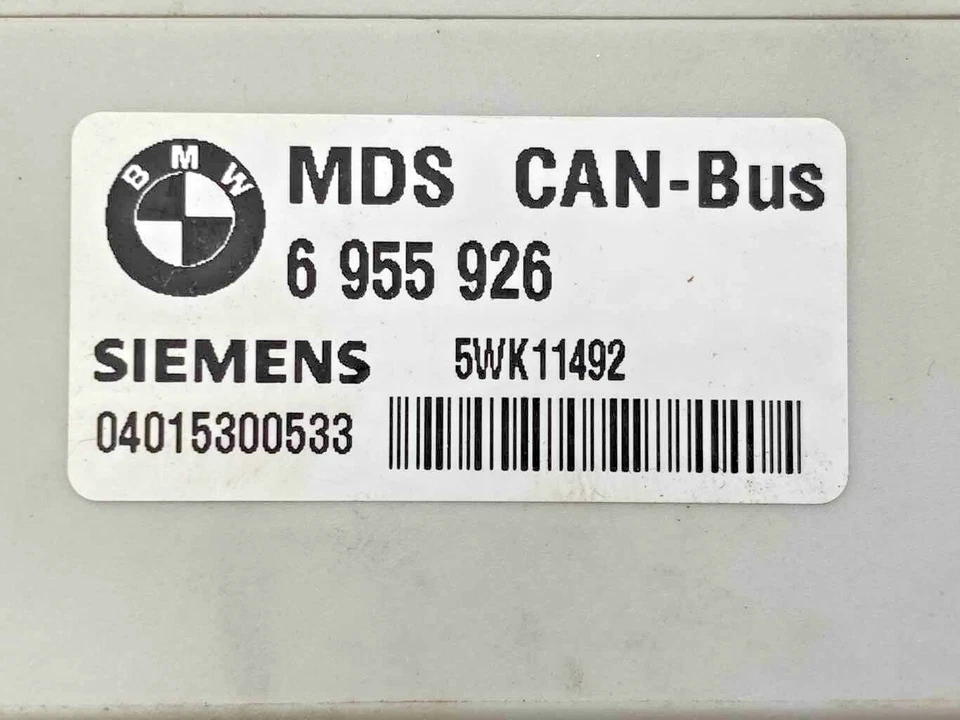 BMW
MDS CAN-Bus
6 955 926
SIEMENS 5WK11492
04015300533